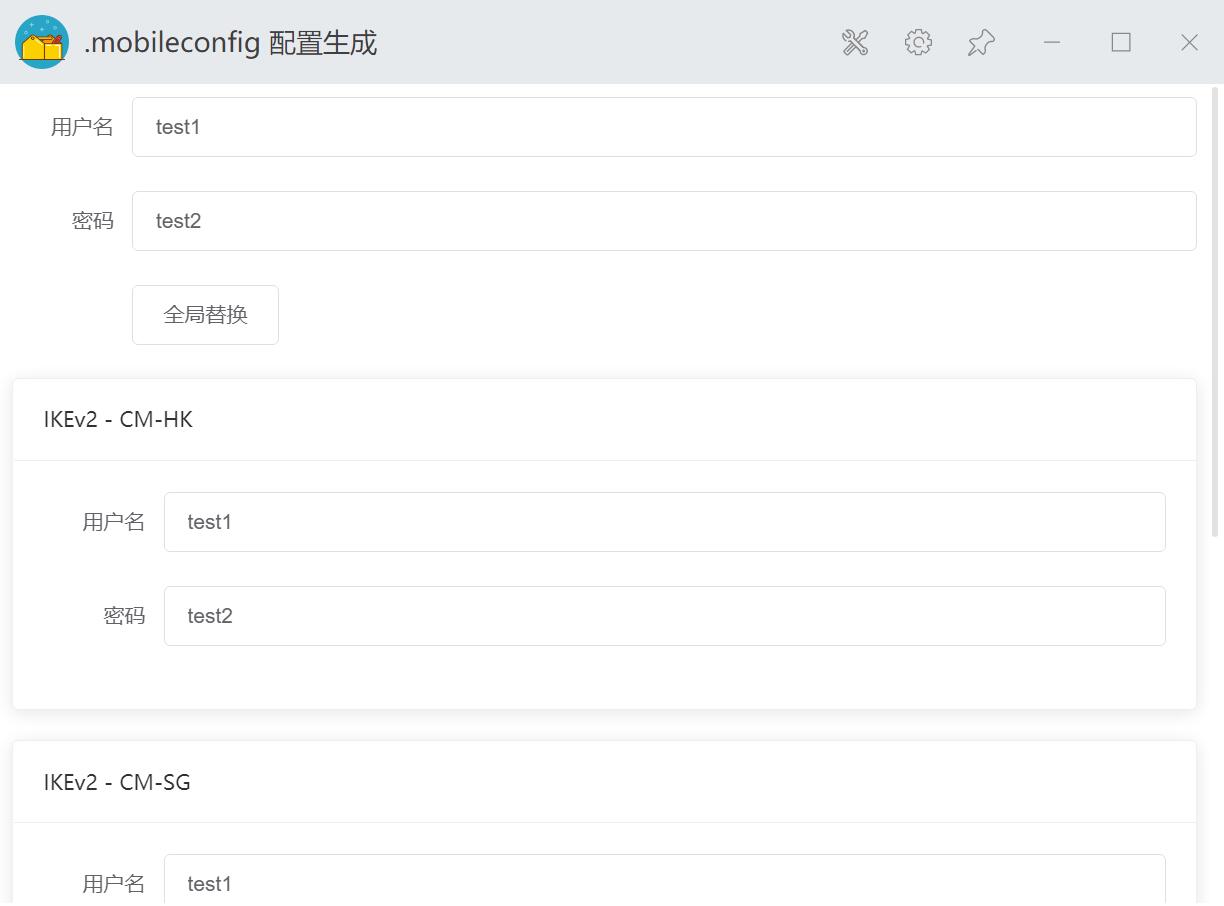 .mobileconfig 配置生成
用户名 test1
密码 test2
全局替换
IKEv2 - CM-HK
用户名 test1
密码 test2
IKEv2 - CM-SG
用户名 test1